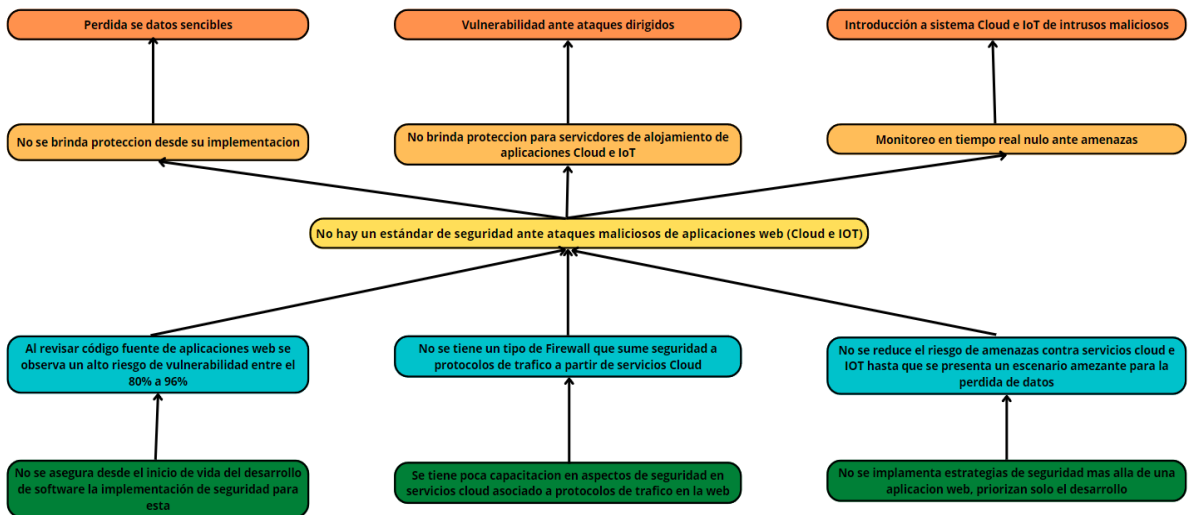 Perdida se datos sencibles
Vulnerabilidad ante ataques dirigidos
Introducción a sistema Cloud e IoT de intrusos maliciosos
No se brinda proteccion desde su implementacion
No brinda proteccion para servicdores de alojamiento de
aplicaciones Cloud e IoT
Monitoreo en tiempo real nulo ante amenazas
No hay un estándar de seguridad ante ataques maliciosos de aplicaciones web (Cloud e IOT)
Al revisar código fuente de aplicaciones web se
observa un alto riesgo de vulnerabilidad entre el
80% a 96%
No se tiene un tipo de Firewall que sume seguridad a
protocolos de trafico a partir de servicios Cloud
No se reduce el riesgo de amenazas contra servicios cloud e
IOT hasta que se presenta un escenario amezante para la
perdida de datos
No se asegura desde el inicio de vida del desarrollo
de software la implementación de seguridad para
esta
Se tiene poca capacitacion en aspectos de seguridad en
servicios cloud asociado a protocolos de trafico en la web
No se implamenta estrategias de seguridad mas alla de una
aplicacion web, priorizan solo el desarrollo